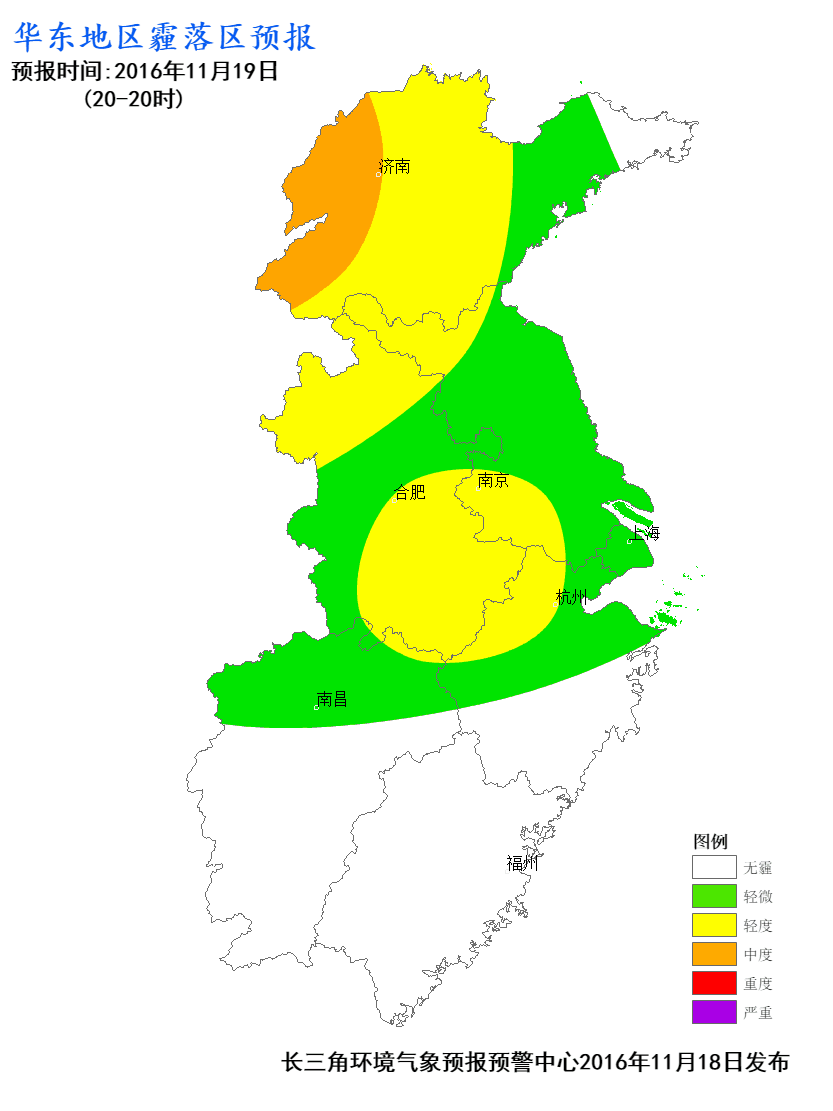 华东地区霾落区预报
预报时间:2016年11月19日
(20-20时)
济南
合肥
南京
上海
杭州
南昌
福州
图例
无霾
轻微
轻度
中度
重度
严重
长三角环境气象预报预警中心2016年11月18日发布